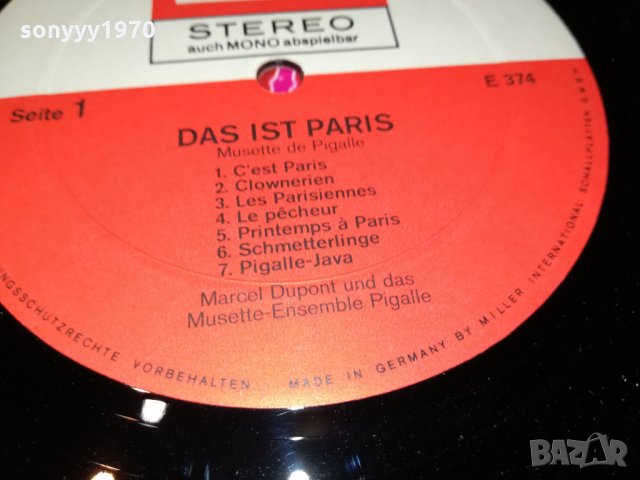 sonyyy1970
STEREO
auch MONO abspielbar
Seite 1
E 374
DAS IST PARIS
Musette de Pigalle
1. C'est Paris
2. Clownerien
3. Les Parisiennes
4. Le pêcheur
5. Printemps à Paris
6. Schmetterlinge
7. Pigalle-Java
Marcel Dupont und das
Musette-Ensemble Pigalle
VORBEHALTEN · MADE IN GERMANY BY MILLER INTERNATIONAL SCHALLPLATTEN GMBH
BAZAR